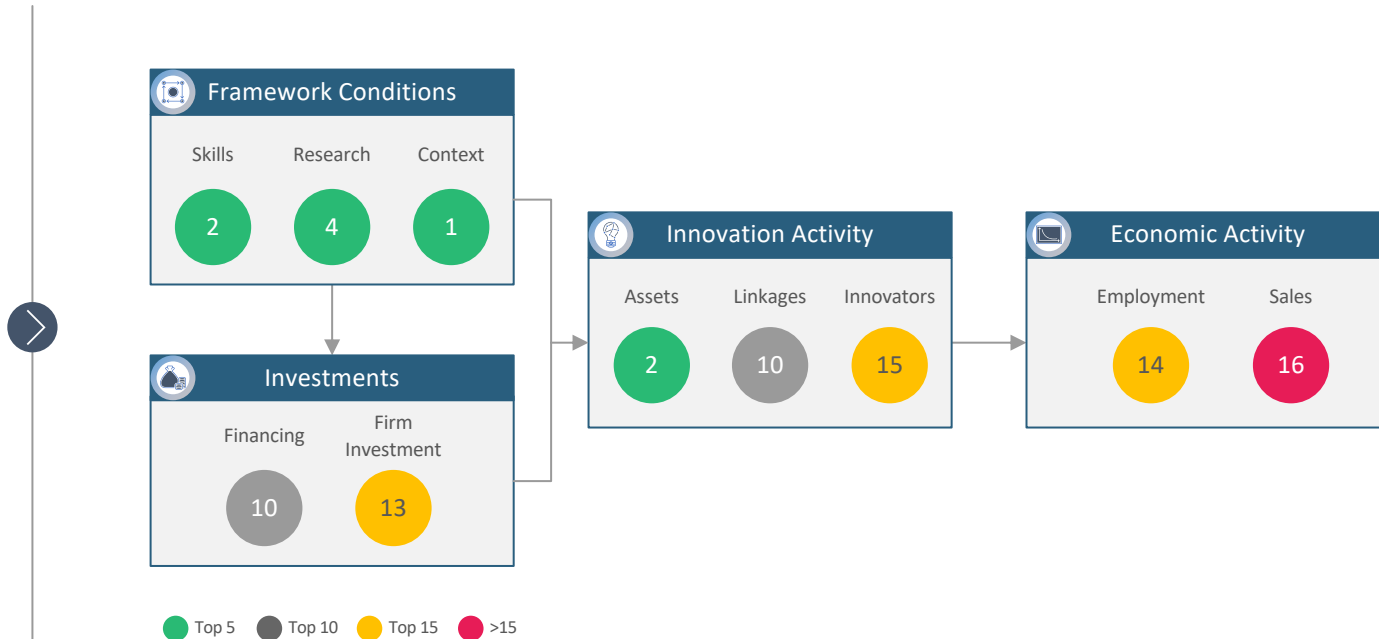 Framework Conditions
Skills
Research
Context
2
4
1
Investments
Financing
Firm
Investment
10
13
Innovation Activity
Assets
Linkages
Innovators
2
10
15
Economic Activity
Employment
Sales
14
16
Top 5
Top 10
Top 15
>15